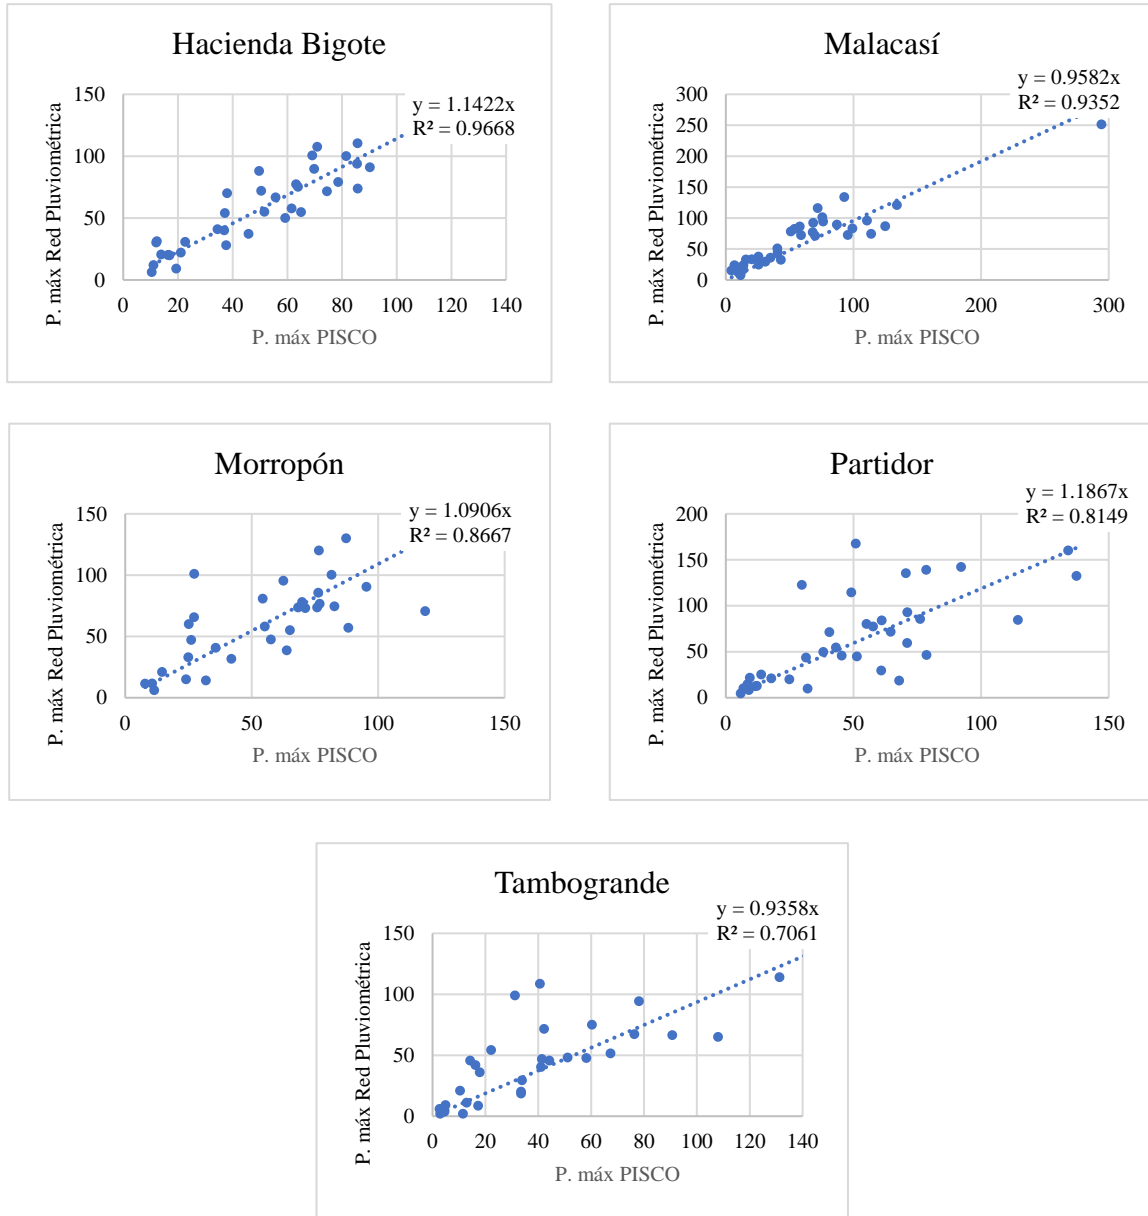 Hacienda Bigote
y = 1.1422x
R² = 0.9668
P. máx Red Pluviométrica
150
100
50
0
0 20 40 60 80 100 120 140
P. máx PISCO
Malacasí
y = 0.9582x
R² = 0.9352
P. máx Red Pluviométrica
300
250
200
150
100
50
0
0 100 200 300
P. máx PISCO
Morropón
y = 1.0906x
R² = 0.8667
P. máx Red Pluviométrica
150
100
50
0
0 50 100 150
P. máx PISCO
Partidor
y = 1.1867x
R² = 0.8149
P. máx Red Pluviométrica
200
150
100
50
0
0 50 100 150
P. máx PISCO
Tambogrande
y = 0.9358x
R² = 0.7061
P. máx Red Pluviométrica
150
100
50
0
0 20 40 60 80 100 120 140
P. máx PISCO